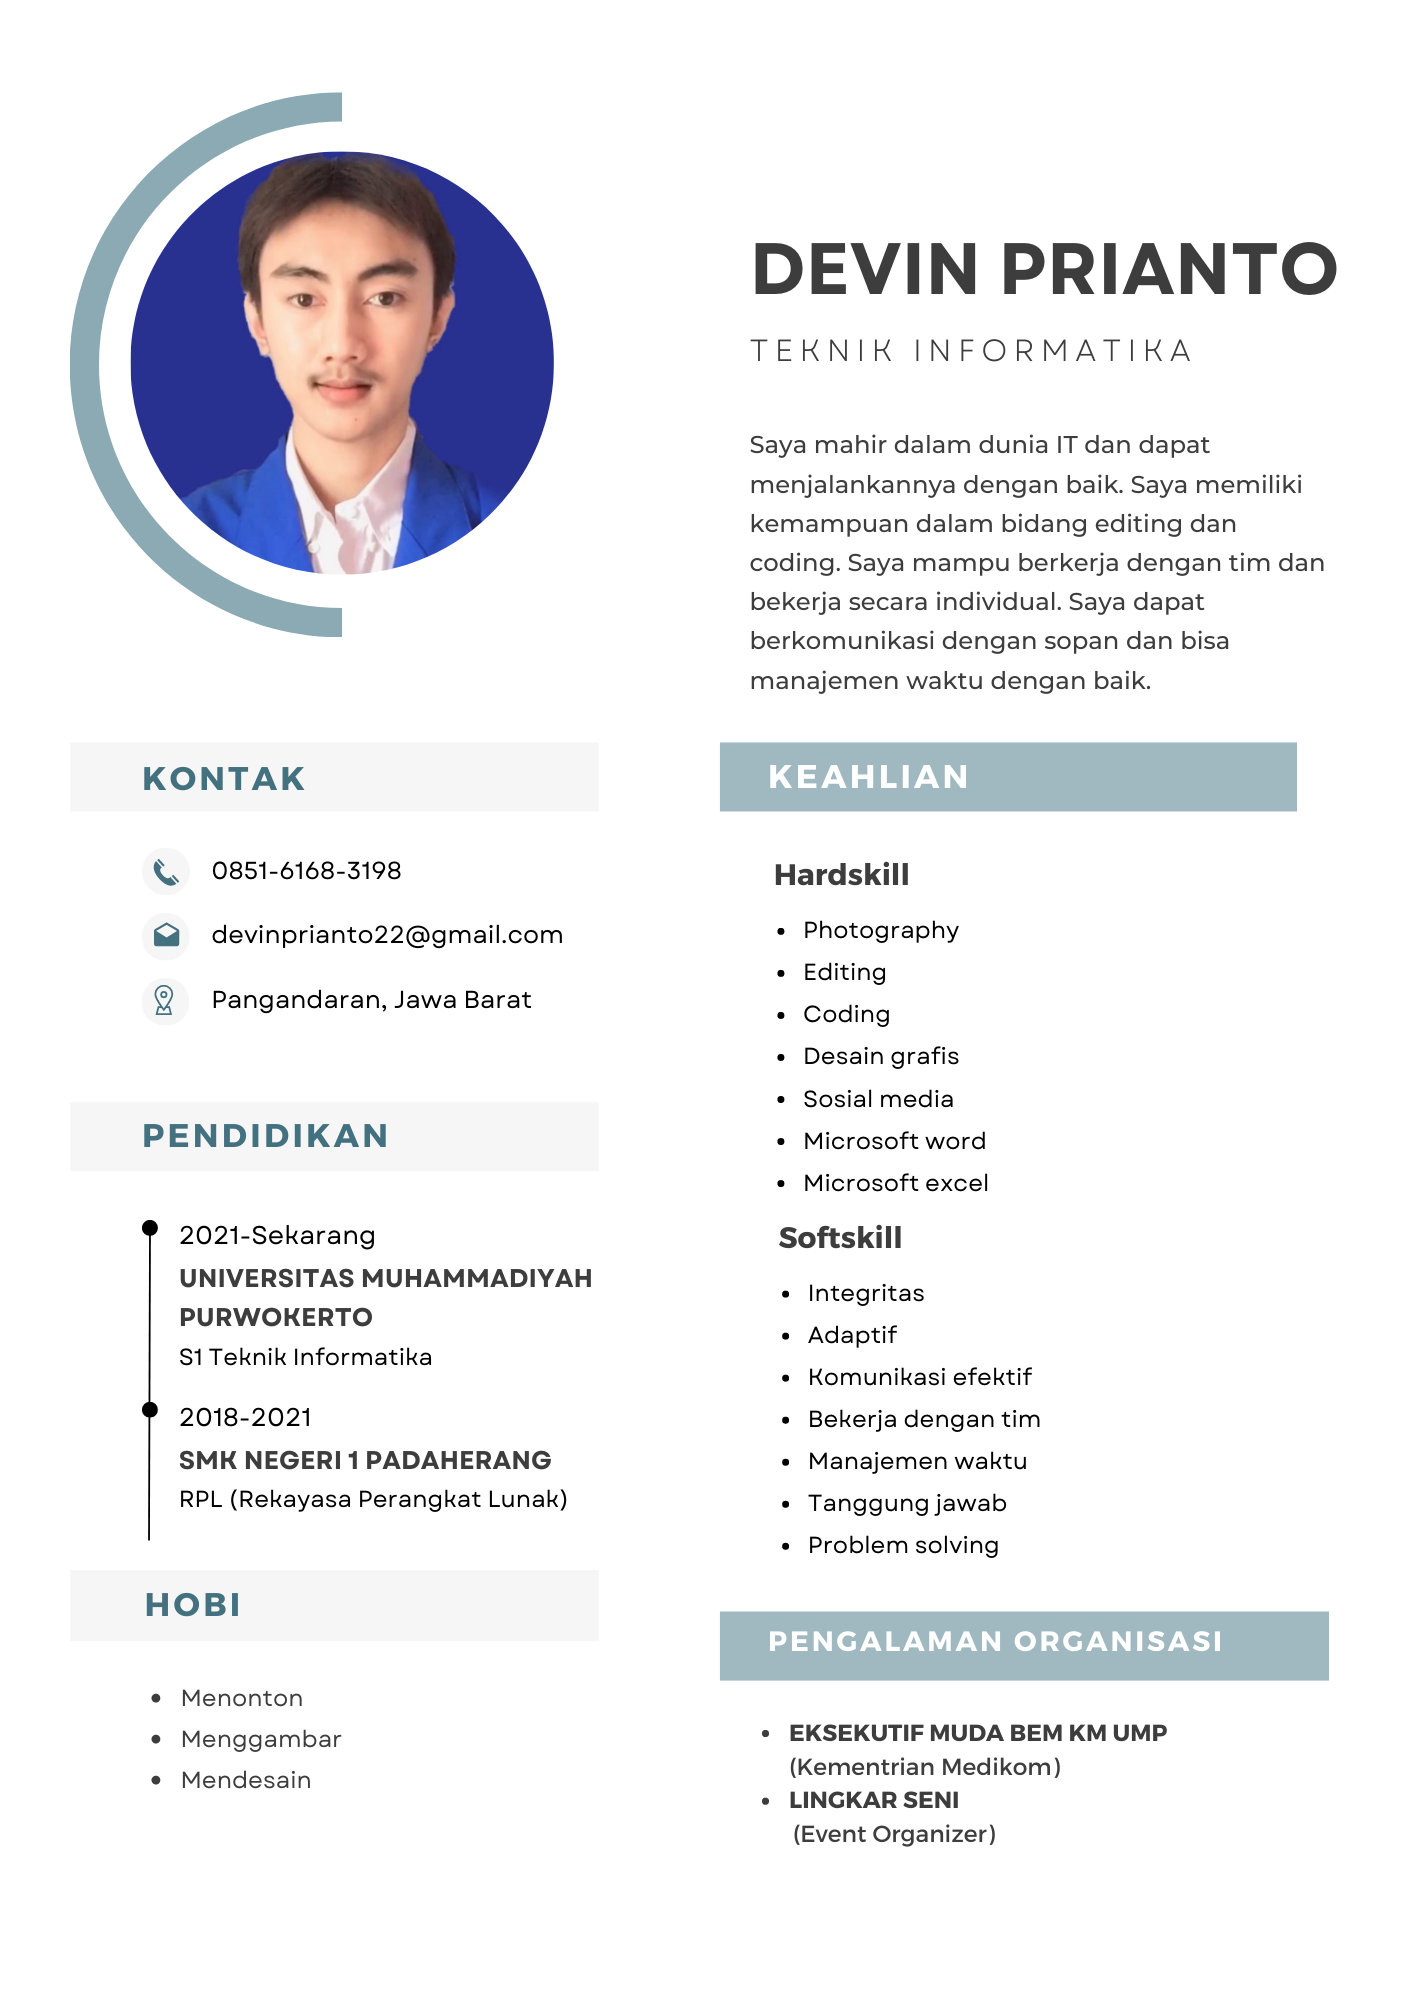 DEVIN PRIANTO
TEKNIK INFORMATIKA
Saya mahir dalam dunia IT dan dapat
menjalankannya dengan baik. Saya memiliki
kemampuan dalam bidang editing dan
coding. Saya mampu berkerja dengan tim dan
bekerja secara individual. Saya dapat
berkomunikasi dengan sopan dan bisa
manajemen waktu dengan baik.
KONTAK
0851-6168-3198
devinprianto22@gmail.com
Pangandaran, Jawa Barat
PENDIDIKAN
2021-Sekarang
UNIVERSITAS MUHAMMADIYAH
PURWOKERTO
S1 Teknik Informatika
2018-2021
SMK NEGERI 1 PADAHERANG
RPL (Rekayasa Perangkat Lunak)
HOBI
• Menonton
• Menggambar
• Mendesain
KEAHLIAN
Hardskill
• Photography
• Editing
• Coding
• Desain grafis
• Sosial media
• Microsoft word
• Microsoft excel
Softskill
• Integritas
• Adaptif
• Komunikasi efektif
• Bekerja dengan tim
• Manajemen waktu
• Tanggung jawab
• Problem solving
PENGALAMAN ORGANISASI
• EKSEKUTIF MUDA BEM KM UMP
(Kementrian Medikom)
• LINGKAR SENI
(Event Organizer)